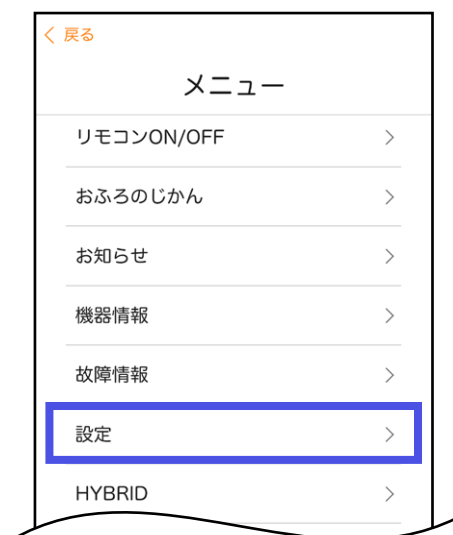 戻る
メニュー
リモコンON/OFF
おふろのじかん
お知らせ
機器情報
故障情報
設定
HYBRID